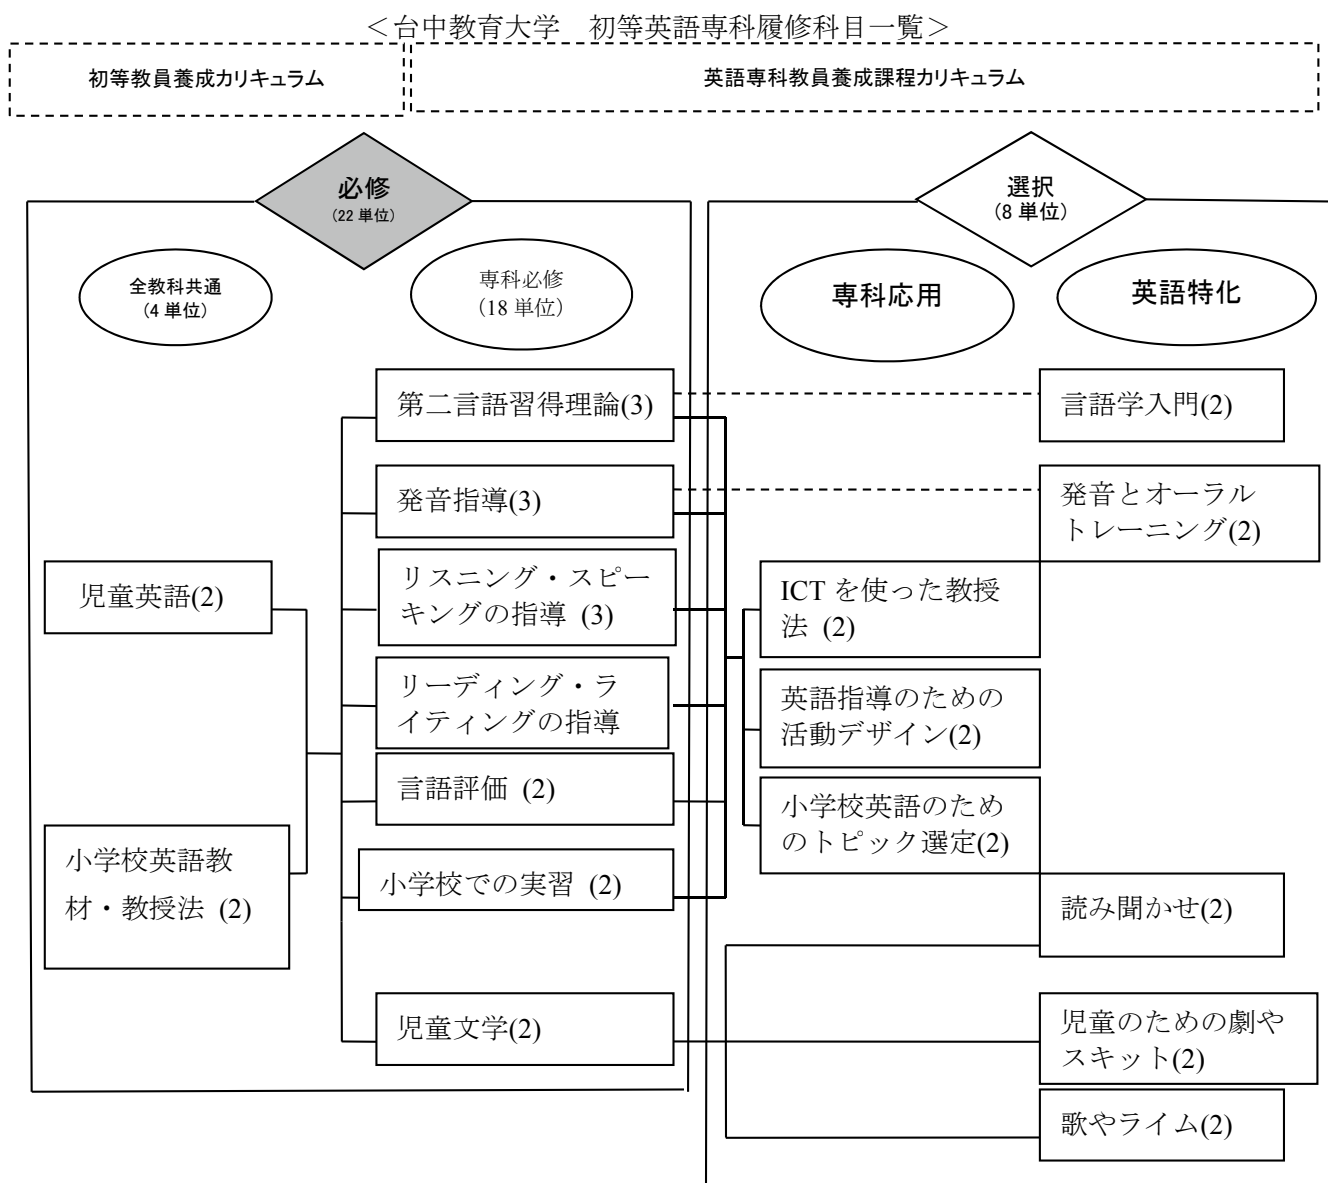 ＜台中教育大学　初等英語専科履修科目一覧＞
初等教員養成カリキュラム
英語専科教員養成課程カリキュラム
必修
（22 単位）
選択
（8 単位）
全教科共通
（4 単位）
専科必修
（18 単位）
専科応用
英語特化
第二言語習得理論(3)
言語学入門(2)
発音指導(3)
発音とオーラル
トレーニング(2)
児童英語(2)
リスニング・スピー
キングの指導 (3)
ICT を使った教授
法 (2)
リーディング・ラ
イティングの指導
英語指導のための
活動デザイン(2)
言語評価 (2)
小学校英語のため
のトピック選定(2)
小学校英語教
材・教授法 (2)
小学校での実習 (2)
読み聞かせ(2)
児童文学(2)
児童のための劇や
スキット(2)
歌やライム(2)